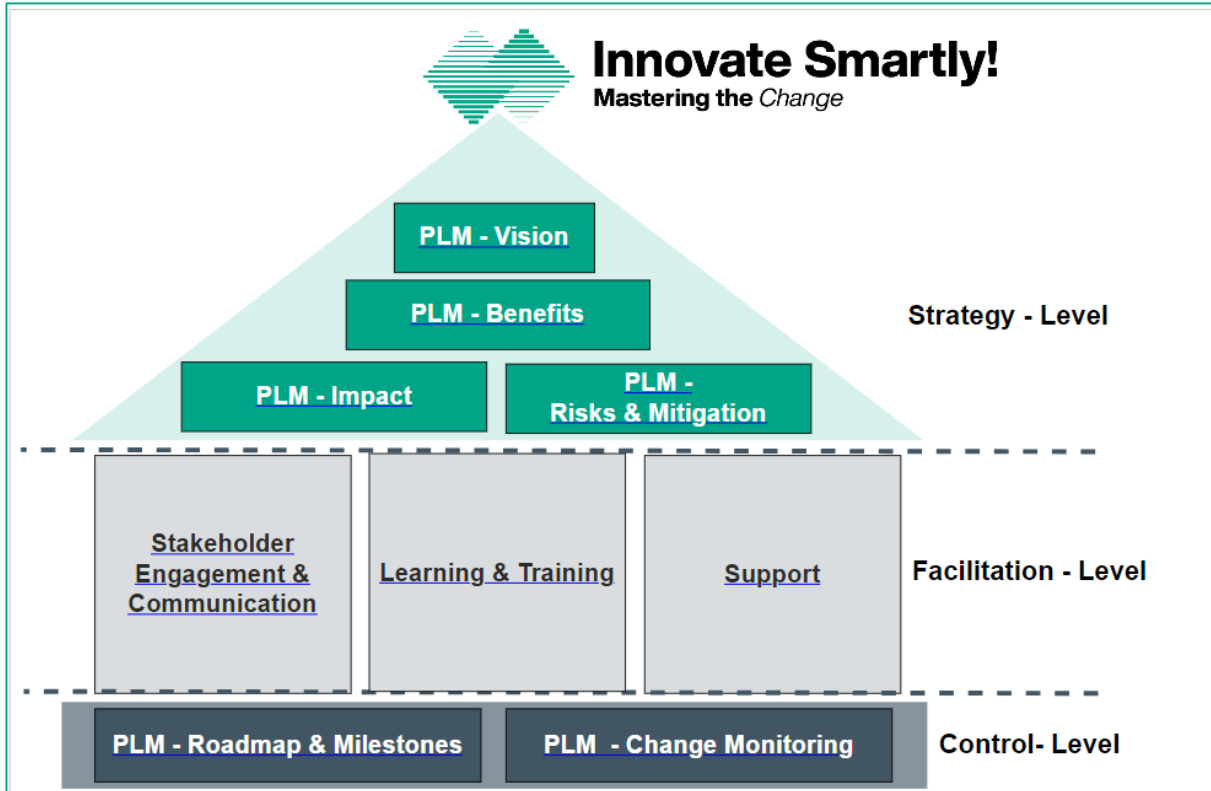 Innovate Smartly!
Mastering the Change
PLM - Vision
PLM - Benefits
Strategy - Level
PLM - Impact
PLM -
Risks & Mitigation
Stakeholder
Engagement &
Communication
Learning & Training
Support
Facilitation - Level
PLM - Roadmap & Milestones
PLM - Change Monitoring
Control- Level